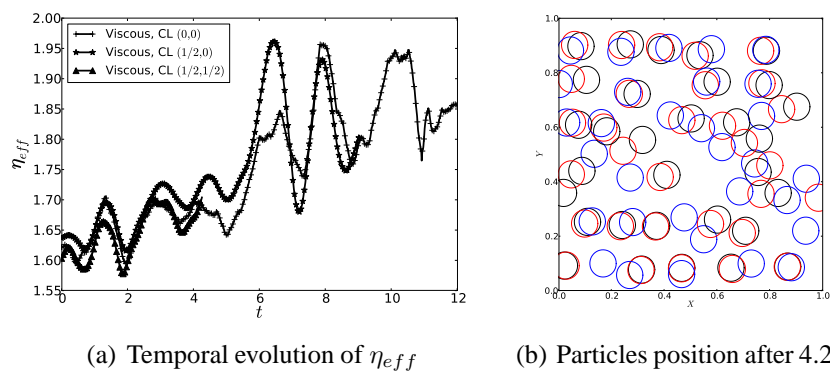 2.00
1.95
1.90
1.85
1.80
1.75
1.70
1.65
1.60
1.55
η_eff
Viscous, CL (0,0)
Viscous, CL (1/2,0)
Viscous, CL (1/2,1/2)
0 2 4 6 8 10 12
t
(a) Temporal evolution of η_eff
Y
1.0
0.8
0.6
0.4
0.2
0.0
0.0 0.2 0.4 0.6 0.8 1.0
X
(b) Particles position after 4.2